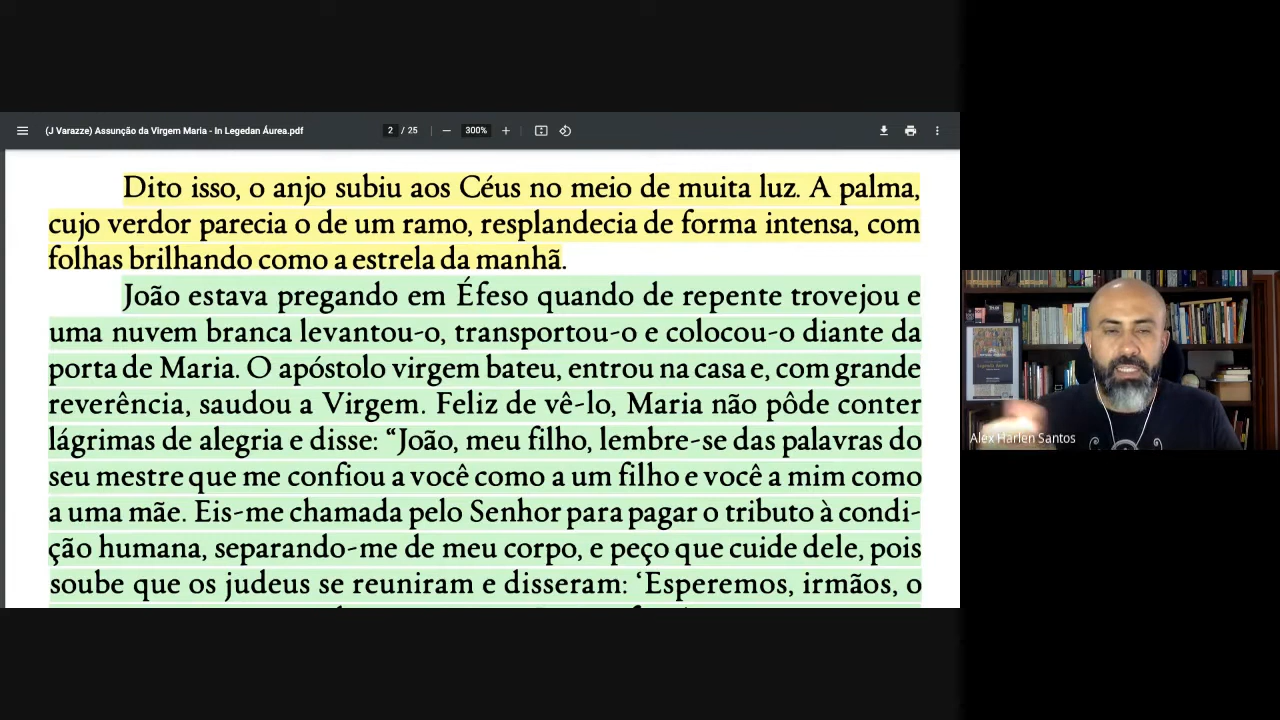 (J Varazze) Assunção da Virgem Maria - In Legedan Áurea.pdf
2 / 25
300%
Dito isso, o anjo subiu aos Céus no meio de muita luz. A palma,
cujo verdor parecia o de um ramo, resplandecia de forma intensa, com
folhas brilhando como a estrela da manhã.
João estava pregando em Éfeso quando de repente trovejou e
uma nuvem branca levantou-o, transportou-o e colocou-o diante da
porta de Maria. O apóstolo virgem bateu, entrou na casa e, com grande
reverência, saudou a Virgem. Feliz de vê-lo, Maria não pôde conter
lágrimas de alegria e disse: “João, meu filho, lembre-se das palavras do
seu mestre que me confiou a você como a um filho e você a mim como
a uma mãe. Eis-me chamada pelo Senhor para pagar o tributo à condi-
ção humana, separando-me de meu corpo, e peço que cuide dele, pois
soube que os judeus se reuniram e disseram: ‘Esperemos, irmãos, o
Alex Harlen Santos